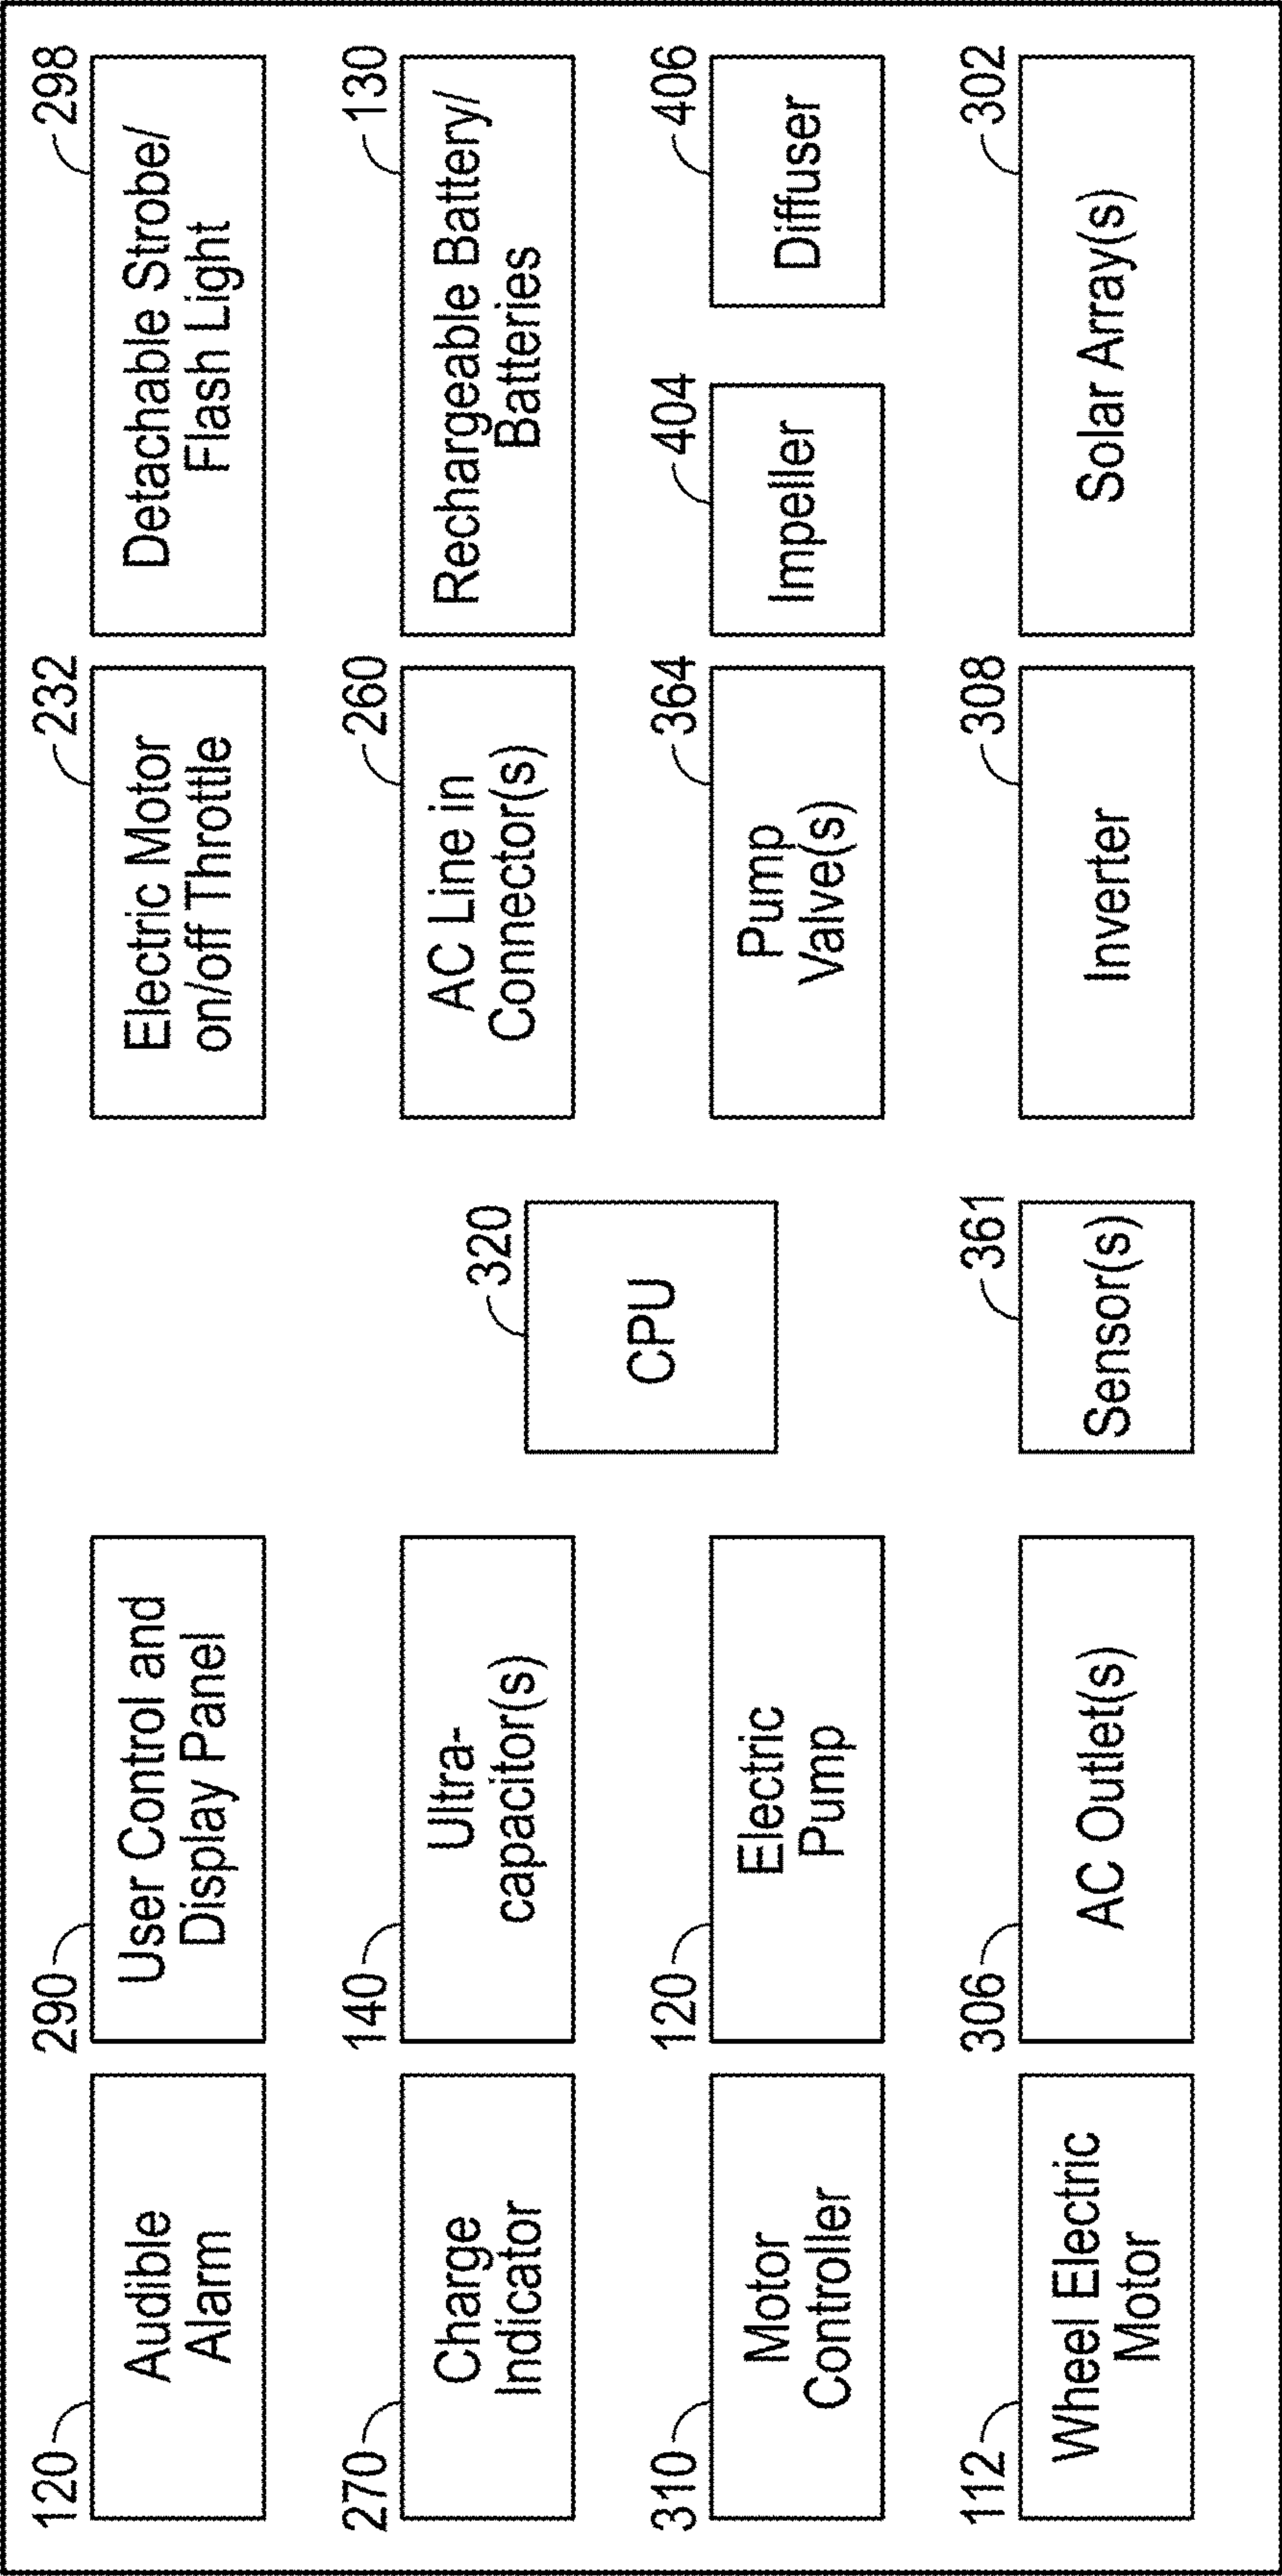 120
Audible
Alarm
290
User Control and
Display Panel
232
Electric Motor
on/off Throttle
298
Detachable Strobe/
Flash Light
270
Charge
Indicator
140
Ultra-
capacitor(s)
320
CPU
260
AC Line in
Connector(s)
130
Rechargeable Battery/
Batteries
310
Motor
Controller
120
Electric
Pump
364
Pump
Valve(s)
404
Impeller
406
Diffuser
112
Wheel Electric
Motor
306
AC Outlet(s)
361
Sensor(s)
308
Inverter
302
Solar Array(s)